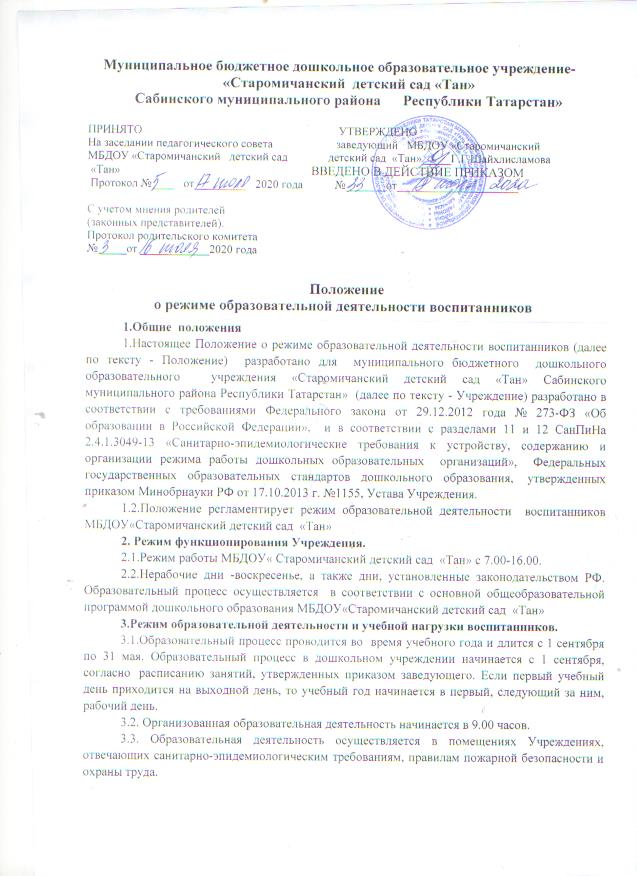 Муниципальное бюджетное дошкольное образовательное учреждение-
«Старомичанский детский сад «Тан»
Сабинского муниципального района Республики Татарстан»
ПРИНЯТО
На заседании педагогического совета
МБДОУ «Старомичанский детский сад
«Тан»
Протокол № 5 от 17 2020 года
С учетом мнения родителей
(законных представителей).
Протокол родительского комитета
№ 3 от 16 2020 года
УТВЕРЖДЕНО
заведующий МБДОУ «Старомичанский
детский сад «Тан» Г.Г.Шайхлисламова
ВВЕДЕНО В ДЕЙСТВИЕ ПРИКАЗОМ
№ 33 от 2020
Положение
о режиме образовательной деятельности воспитанников
1.Общие положения
1.Настоящее Положение о режиме образовательной деятельности воспитанников (далее
по тексту - Положение) разработано для муниципального бюджетного дошкольного
образовательного учреждения «Старомичанский детский сад «Тан» Сабинского
муниципального района Республики Татарстан» (далее по тексту - Учреждение) разработано в
соответствии с требованиями Федерального закона от 29.12.2012 года № 273-ФЗ «Об
образовании в Российской Федерации», и в соответствии с разделами 11 и 12 СанПиНа
2.4.1.3049-13 «Санитарно-эпидемиологические требования к устройству, содержанию и
организации режима работы дошкольных образовательных организаций», Федеральных
государственных образовательных стандартов дошкольного образования, утвержденных
приказом Минобрнауки РФ от 17.10.2013 г. №1155, Устава Учреждения.
1.2.Положение регламентирует режим образовательной деятельности воспитанников
МБДОУ«Старомичанский детский сад «Тан»
2. Режим функционирования Учреждения.
2.1.Режим работы МБДОУ« Старомичанский детский сад «Тан» с 7.00-16.00.
2.2.Нерабочие дни -воскресенье, а также дни, установленные законодательством РФ.
Образовательный процесс осуществляется в соответствии с основной общеобразовательной
программой дошкольного образования МБДОУ«Старомичанский детский сад «Тан»
3.Режим образовательной деятельности и учебной нагрузки воспитанников.
3.1.Образовательный процесс проводится во время учебного года и длится с 1 сентября
по 31 мая. Образовательный процесс в дошкольном учреждении начинается с 1 сентября,
согласно расписанию занятий, утвержденных приказом заведующего. Если первый учебный
день приходится на выходной день, то учебный год начинается в первый, следующий за ним,
рабочий день.
3.2. Организованная образовательная деятельность начинается в 9.00 часов.
3.3. Образовательная деятельность осуществляется в помещениях Учреждениях,
отвечающих санитарно-эпидемиологическим требованиям, правилам пожарной безопасности и
охраны труда.